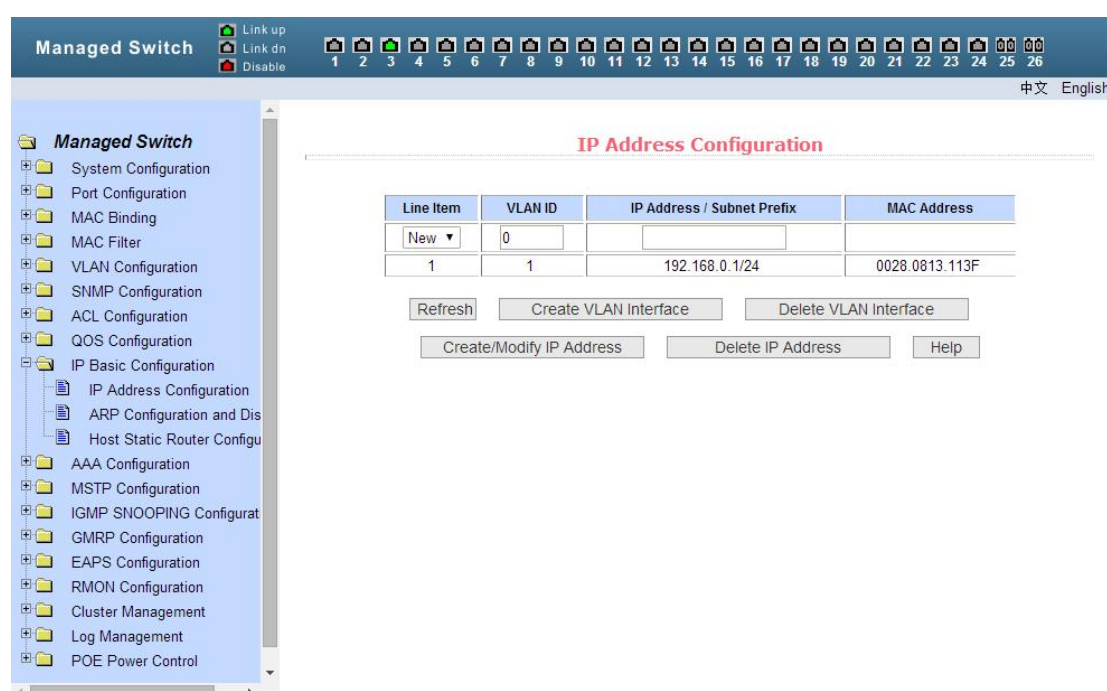 Managed Switch
Link up
Link dn
Disable
1 2 3 4 5 6 7 8 9 10 11 12 13 14 15 16 17 18 19 20 21 22 23 24 25 26
中文 English
Managed Switch
System Configuration
Port Configuration
MAC Binding
MAC Filter
VLAN Configuration
SNMP Configuration
ACL Configuration
QOS Configuration
IP Basic Configuration
IP Address Configuration
ARP Configuration and Dis
Host Static Router Configu
AAA Configuration
MSTP Configuration
IGMP SNOOPING Configurat
GMRP Configuration
EAPS Configuration
RMON Configuration
Cluster Management
Log Management
POE Power Control
IP Address Configuration
Line Item VLAN ID IP Address / Subnet Prefix MAC Address
New 0
1 1 192.168.0.1/24 0028.0813.113F
Refresh Create VLAN Interface Delete VLAN Interface
Create/Modify IP Address Delete IP Address Help